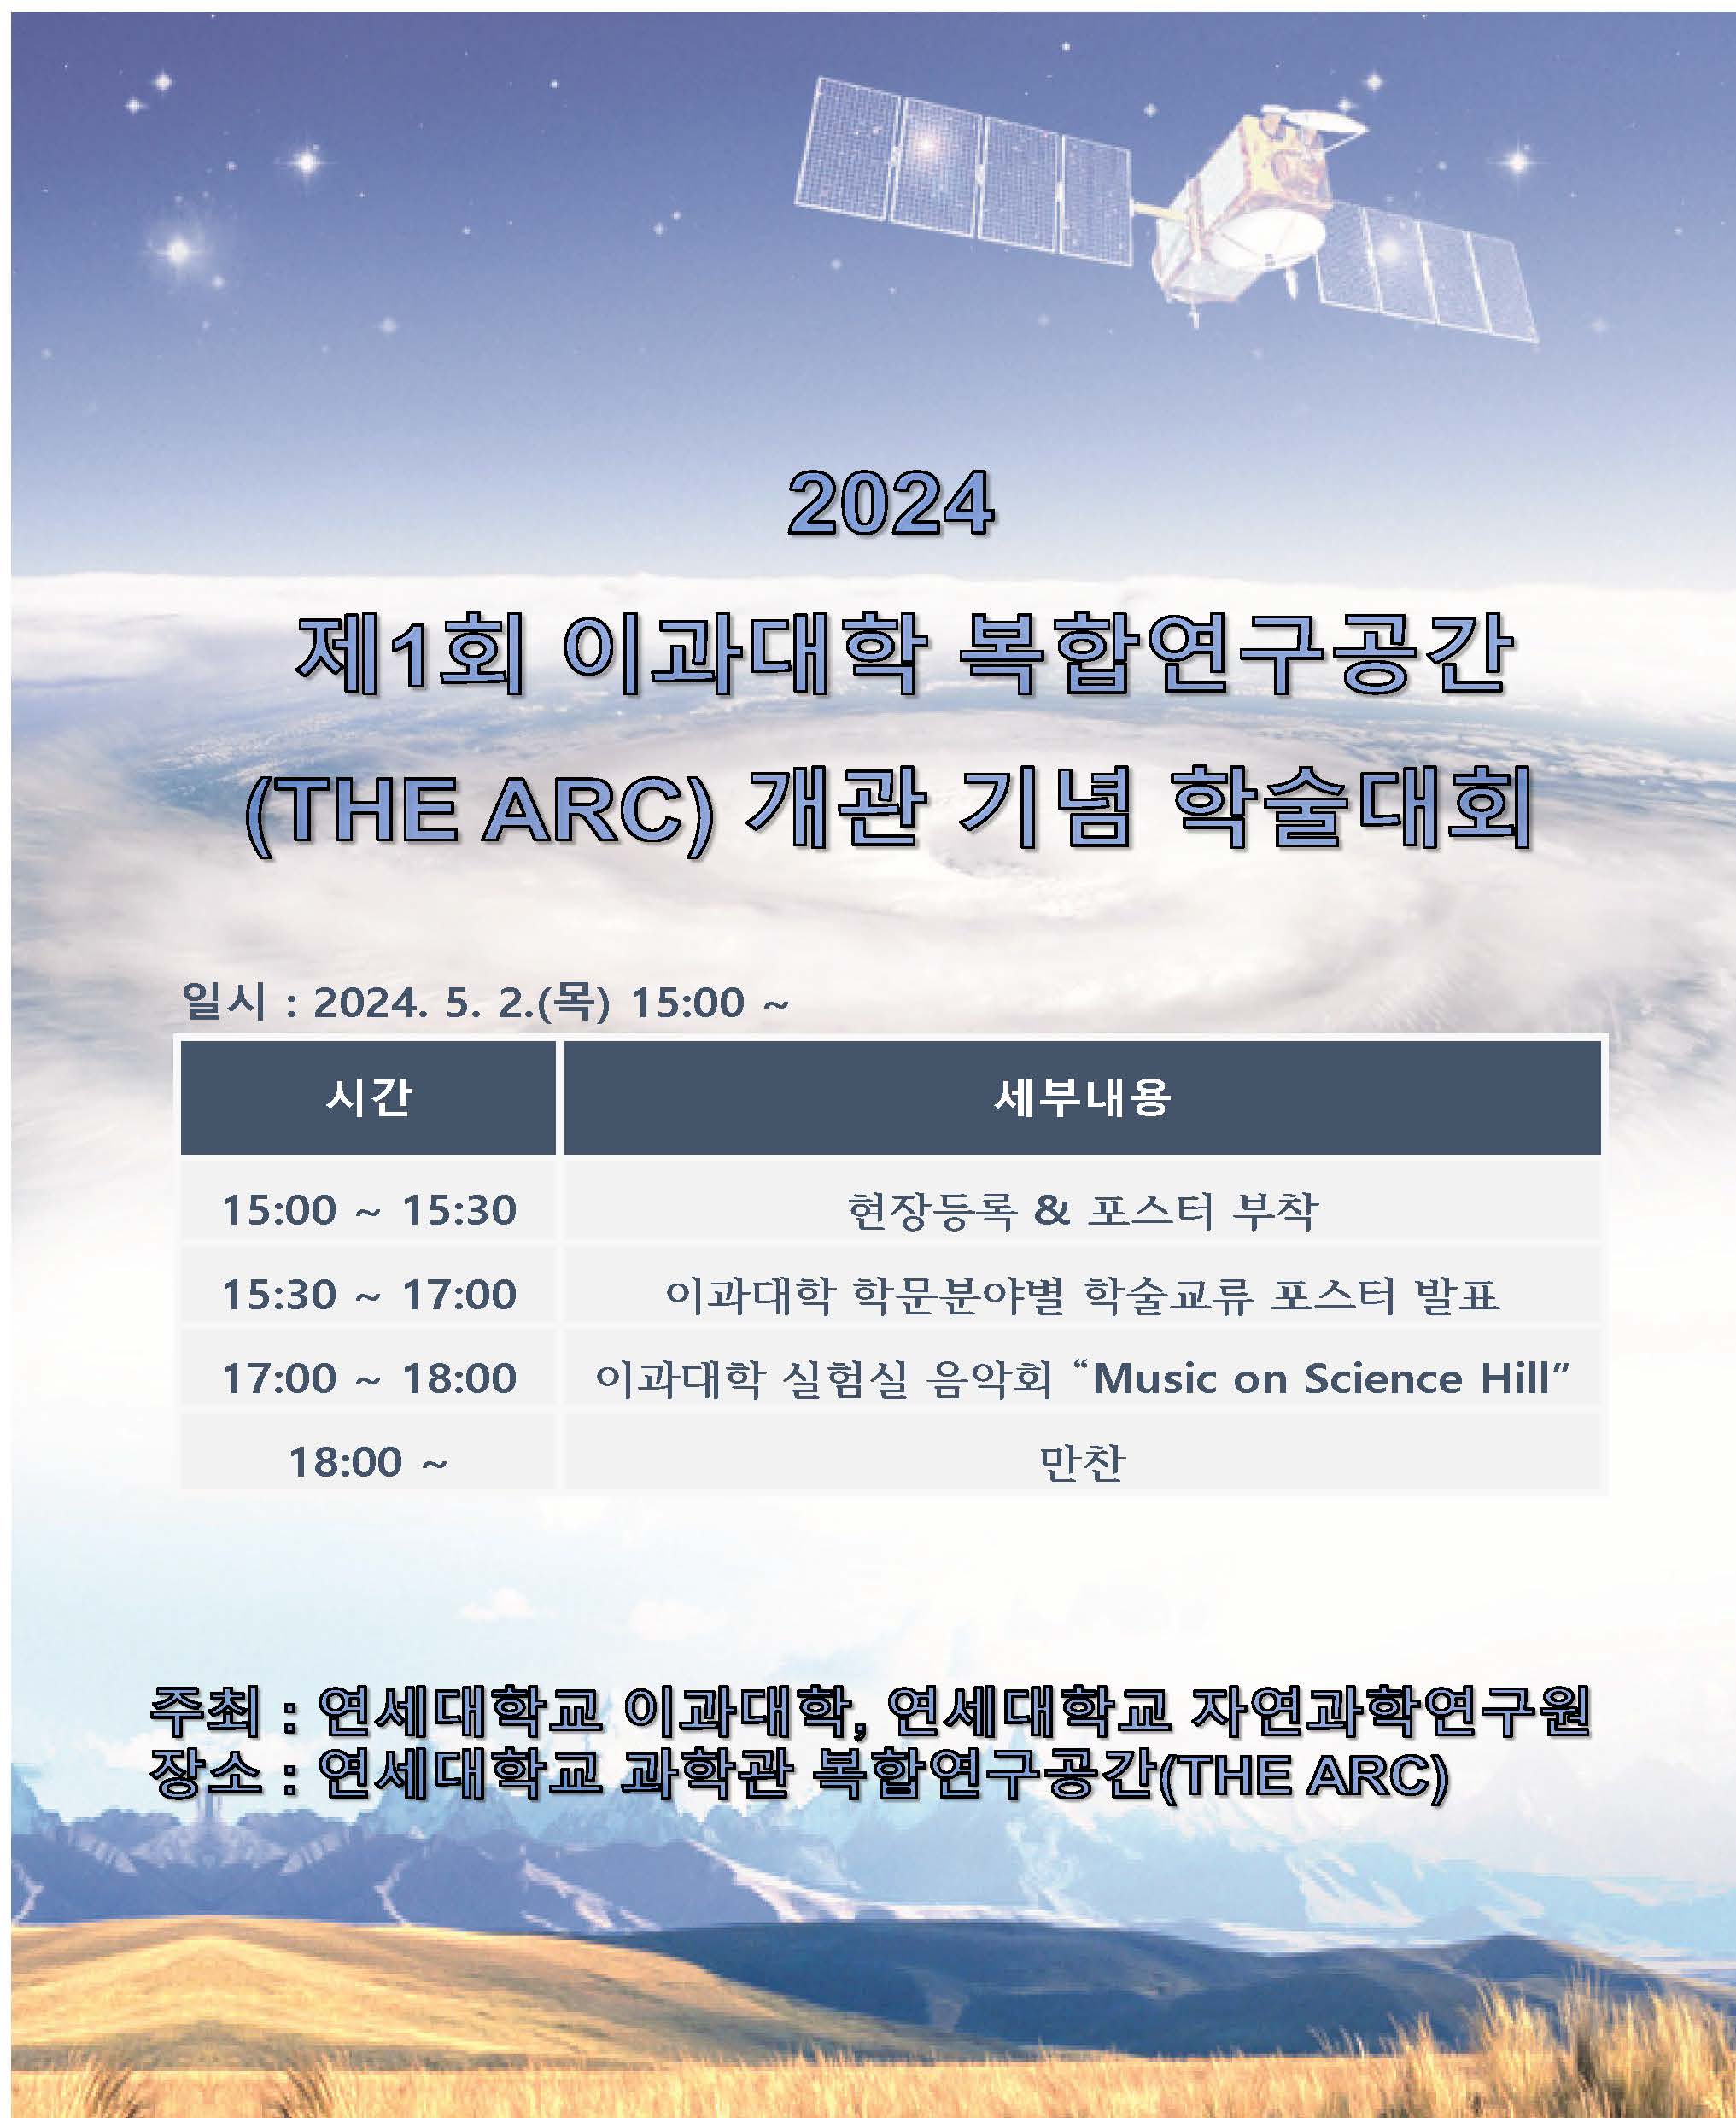 2024
제1회 이과대학 복합연구공간
(THE ARC) 개관 기념 학술대회
일시 : 2024. 5. 2.(목) 15:00 ~
시간 세부내용
15:00 ~ 15:30 현장등록 & 포스터 부착
15:30 ~ 17:00 이과대학 학문분야별 학술교류 포스터 발표
17:00 ~ 18:00 이과대학 실험실 음악회 “Music on Science Hill”
18:00 ~ 만찬
주최 : 연세대학교 이과대학, 연세대학교 자연과학연구원
장소 : 연세대학교 과학관 복합연구공간(THE ARC)